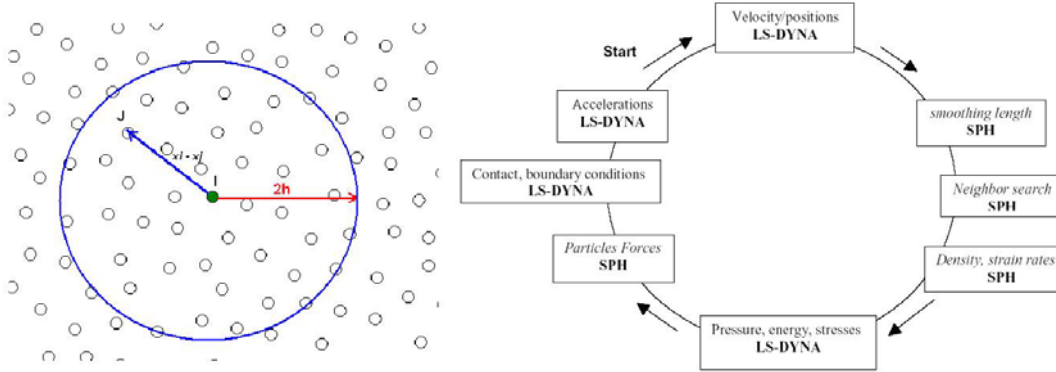 J
xi - xj
I
2h
Start
Velocity/positions
LS-DYNA
smoothing length
SPH
Neighbor search
SPH
Density, strain rates
SPH
Pressure, energy, stresses
LS-DYNA
Particles Forces
SPH
Contact, boundary conditions
LS-DYNA
Accelerations
LS-DYNA